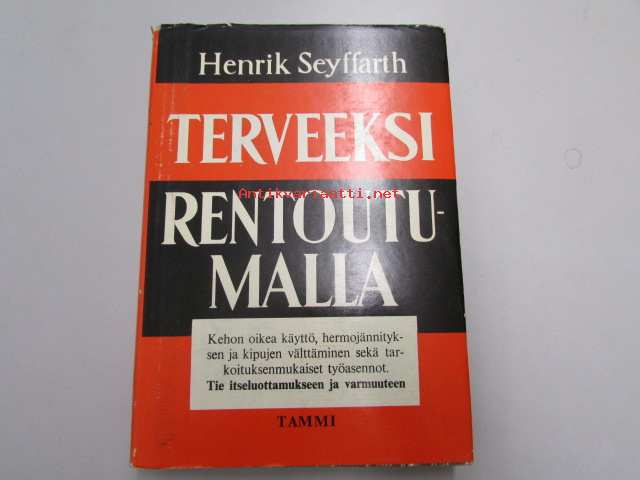 Henrik Seyffarth
TERVEEKSI
Antikvariaatti.net
RENTOUTU-
MALLA
Kehon oikea käyttö, hermojännityk-
sen ja kipujen välttäminen sekä tar-
koituksenmukaiset työasennot.
Tie itseluottamukseen ja varmuuteen
TAMMI